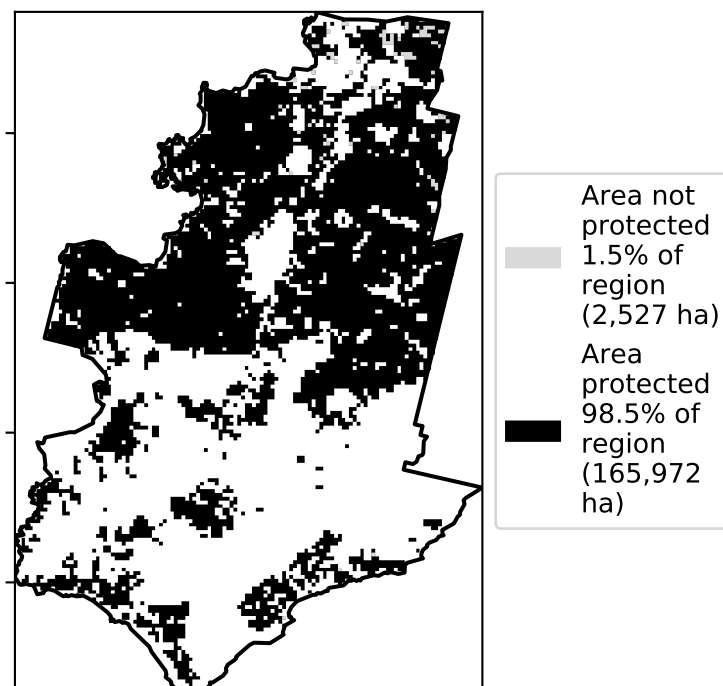 Area not
protected
1.5% of
region
(2,527 ha)
Area
protected
98.5% of
region
(165,972
ha)